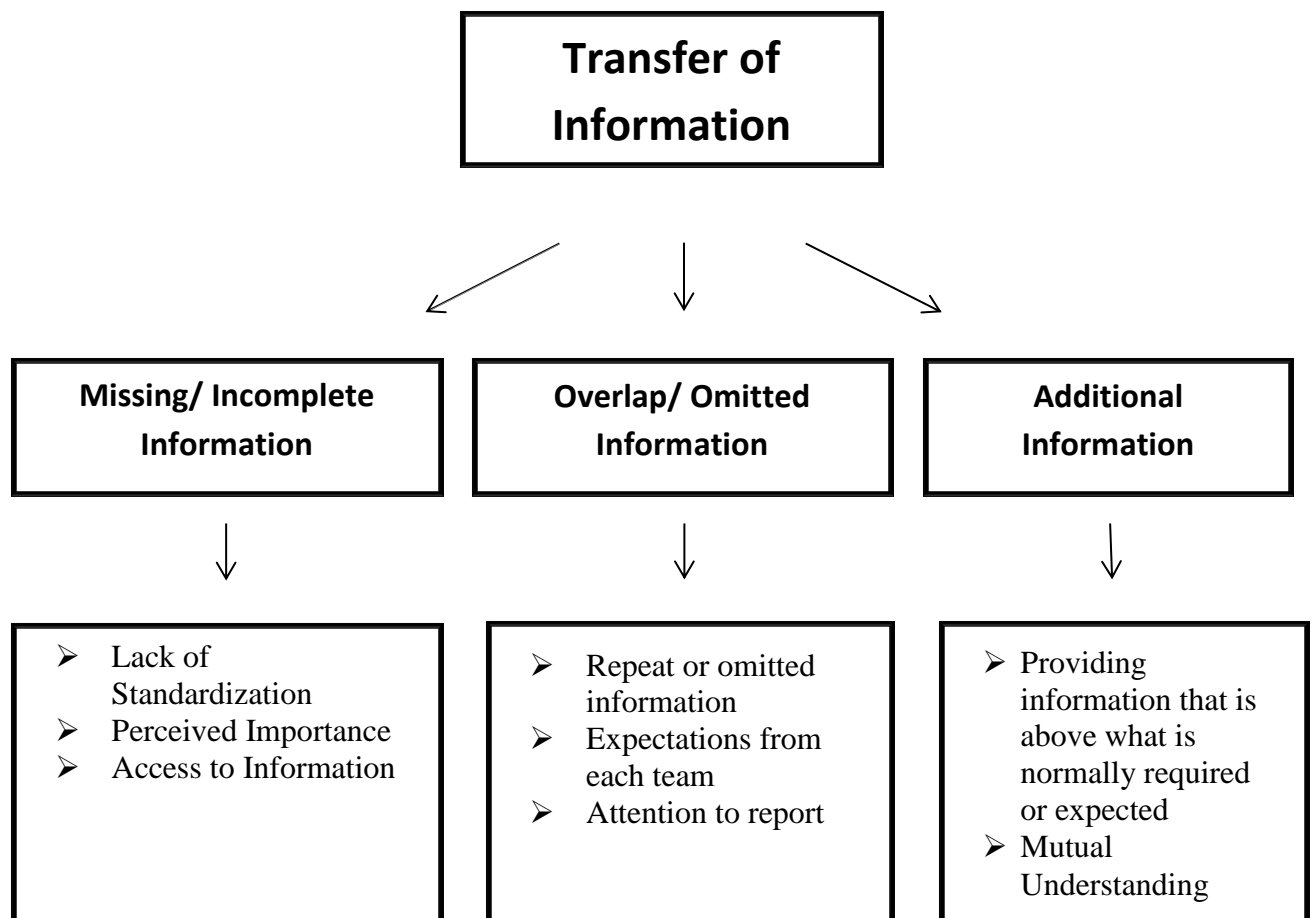 Transfer of
Information
Missing/ Incomplete
Information
Overlap/ Omitted
Information
Additional
Information
➢ Lack of
Standardization
➢ Perceived Importance
➢ Access to Information
➢ Repeat or omitted
information
➢ Expectations from
each team
➢ Attention to report
➢ Providing
information that is
above what is
normally required
or expected
➢ Mutual
Understanding